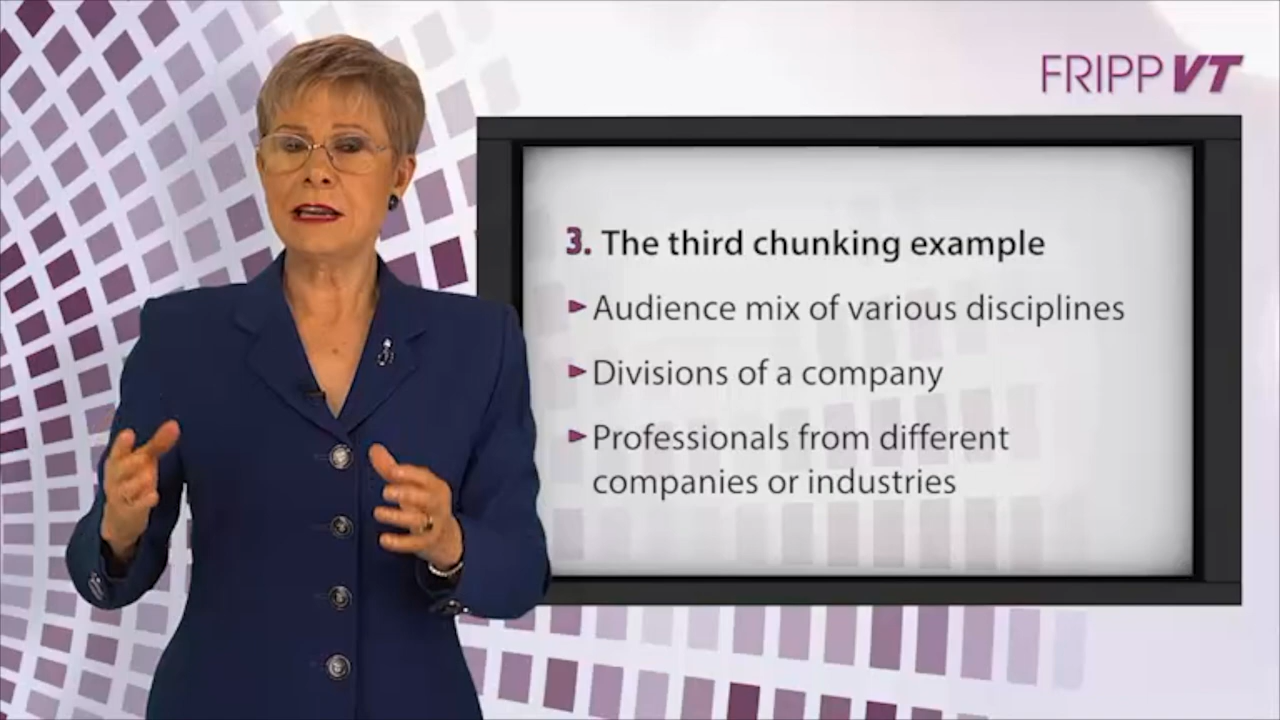 FRIPP VT
3. The third chunking example
Audience mix of various disciplines
Divisions of a company
Professionals from different
companies or industries